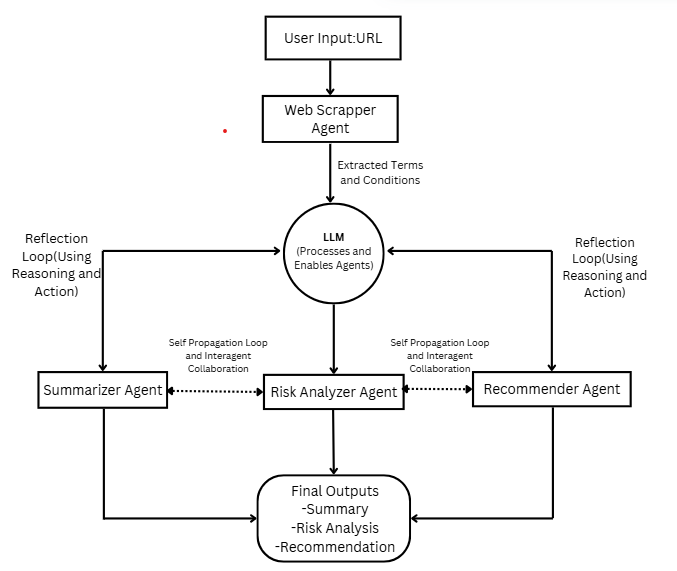 User Input:URL
Web Scrapper
Agent
Extracted Terms
and Conditions
LLM
(Processes and
Enables Agents)
Reflection
Loop(Using
Reasoning and
Action)
Reflection
Loop(Using
Reasoning and
Action)
Self Propagation Loop
and Interagent
Collaboration
Self Propagation Loop
and Interagent
Collaboration
Summarizer Agent
Risk Analyzer Agent
Recommender Agent
Final Outputs
-Summary
-Risk Analysis
-Recommendation